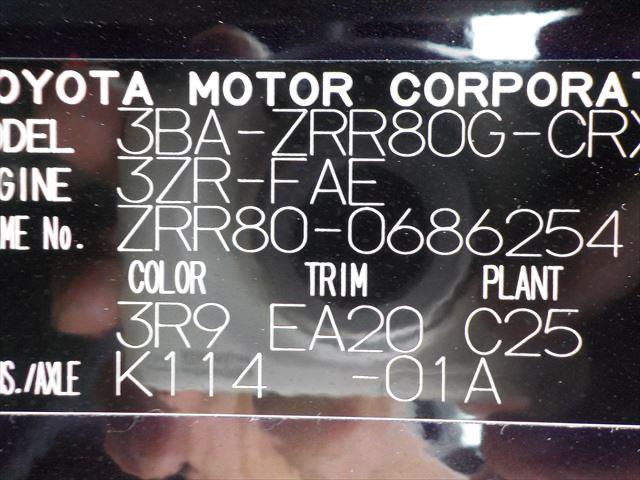 OYOTA MOTOR CORPORAT
ODEL 3BA-ZRR80G-CRX
GINE 3ZR-FAE
ME No. ZRR80-0686254
COLOR TRIM PLANT
3R9 EA20 C25
S./AXLE K114 -01A